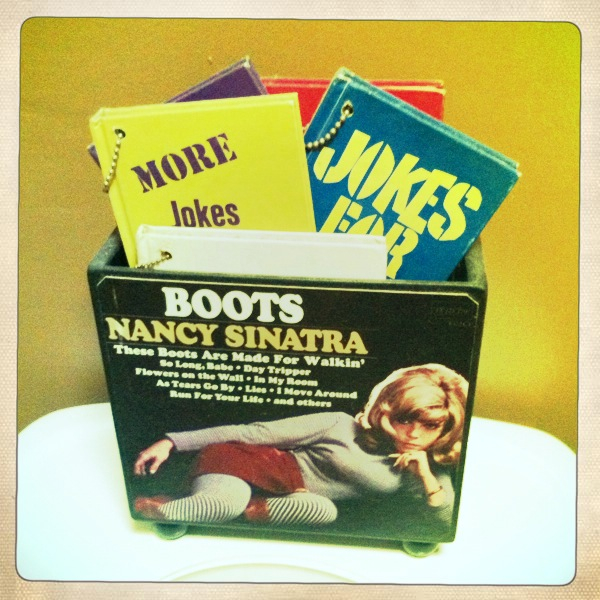 MORE
Jokes
JOKES
FOR
BOOTS
NANCY SINATRA
These Boots Are Made For Walkin'
So Long, Babe • Day Tripper
Flowers on the Wall • In My Room
As Tears Go By • Lies • I Move Around
Run For Your Life • and others